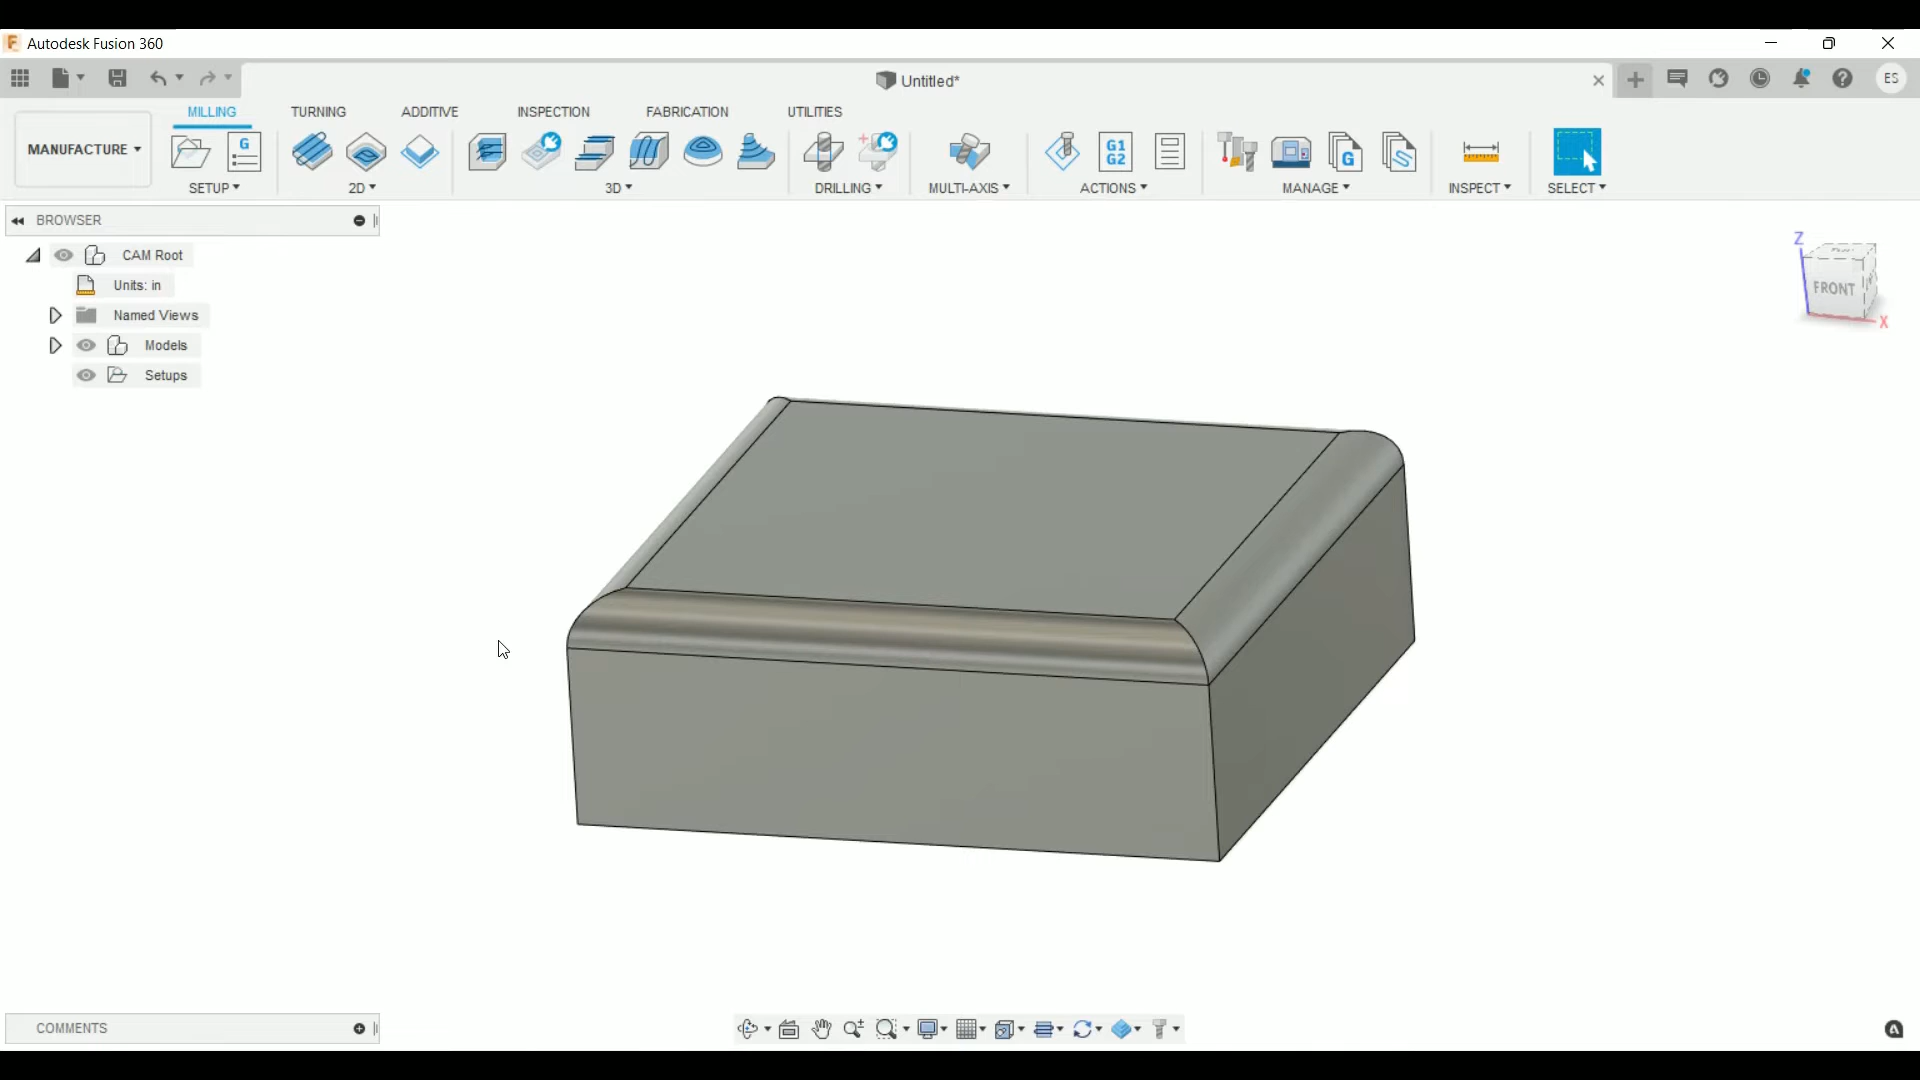 Autodesk Fusion 360
Untitled*
ES
MILLING TURNING ADDITIVE INSPECTION FABRICATION UTILITIES
MANUFACTURE
G
G1
G2
G
SETUP 2D 3D DRILLING MULTI-AXIS ACTIONS MANAGE INSPECT SELECT
BROWSER
CAM Root
Units: in
Named Views
Models
Setups
Z
FRONT
X
COMMENTS